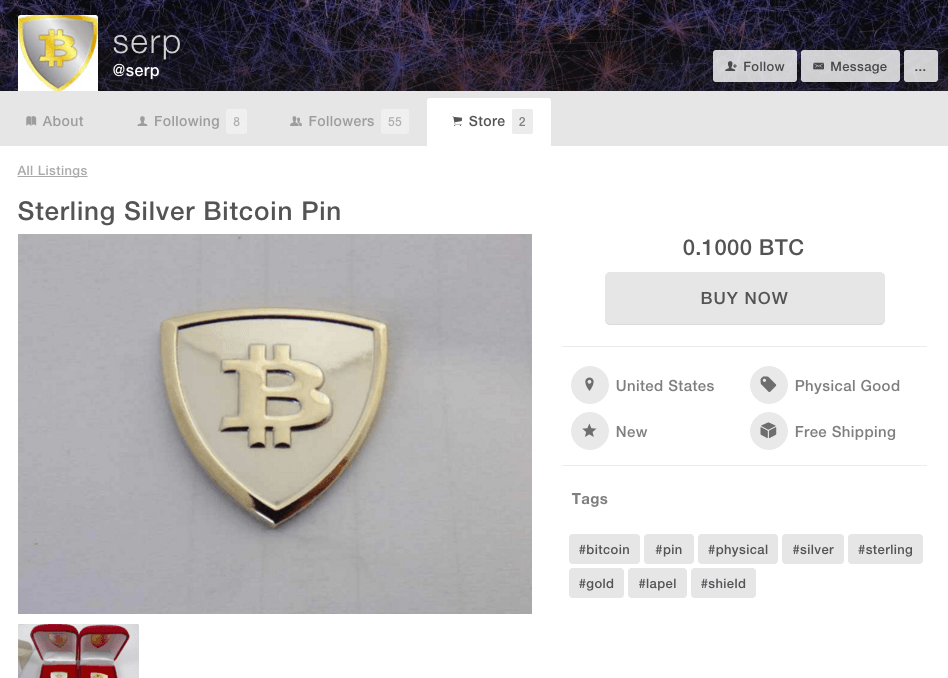 serp
@serp
Follow
Message
...
About
Following 8
Followers 55
Store 2
All Listings
Sterling Silver Bitcoin Pin
0.1000 BTC
BUY NOW
United States
Physical Good
New
Free Shipping
Tags
#bitcoin #pin #physical #silver #sterling
#gold #lapel #shield